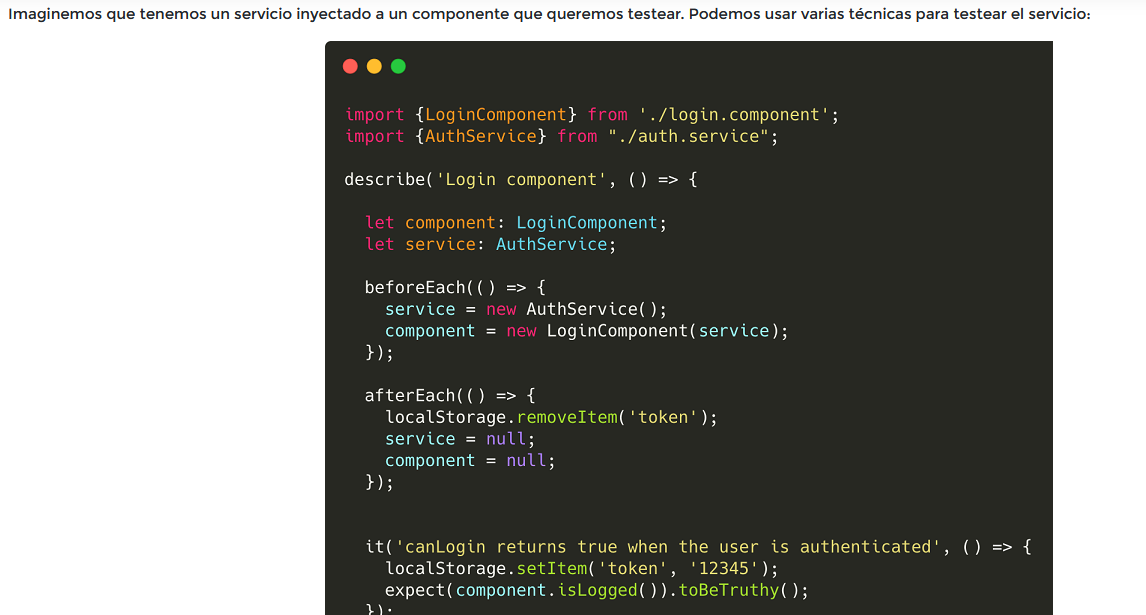 Imaginemos que tenemos un servicio inyectado a un componente que queremos testear. Podemos usar varias técnicas para testear el servicio:
import {LoginComponent} from './login.component';
import {AuthService} from "./auth.service";
describe('Login component', () => {
let component: LoginComponent;
let service: AuthService;
beforeEach(() => {
service = new AuthService();
component = new LoginComponent(service);
});
afterEach(() => {
localStorage.removeItem('token');
service = null;
component = null;
});
it('canLogin returns true when the user is authenticated', () => {
localStorage.setItem('token', '12345');
expect(component.isLogged()).toBeTruthy();
});